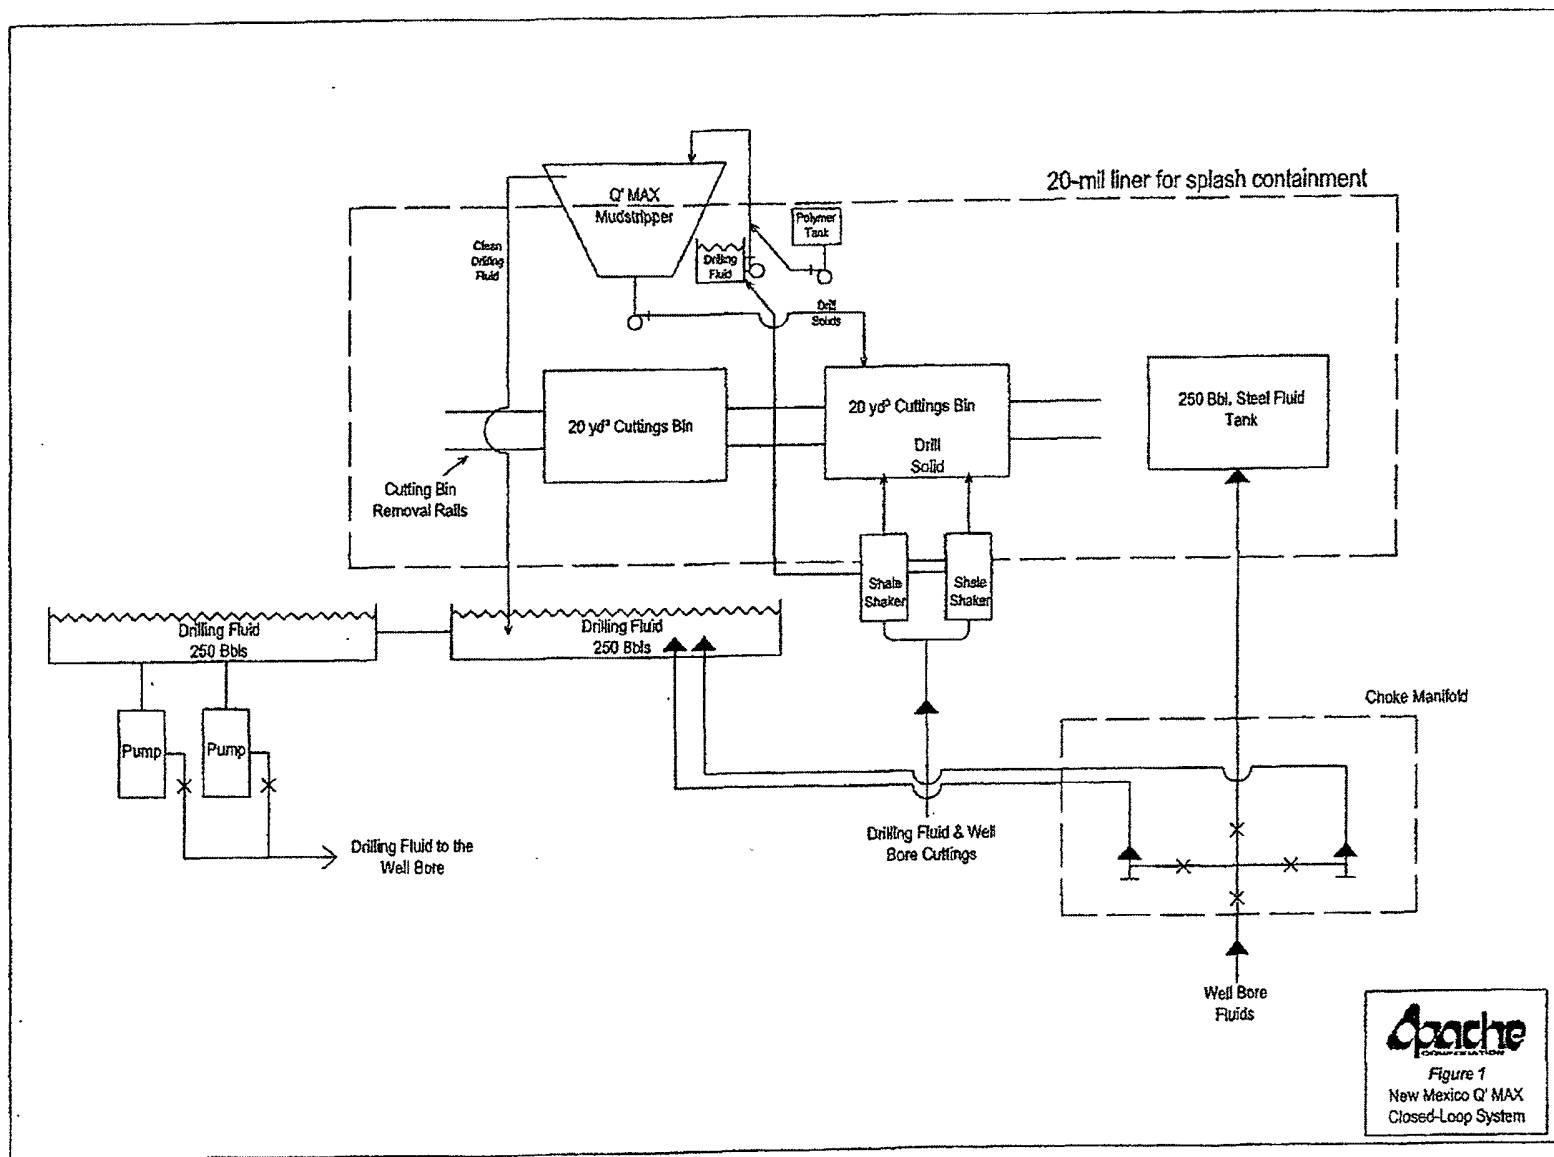 20-mil liner for splash containment
Q' MAX
Mudstripper
Polymer
Tank
Clean
Drilling
Fluid
Drilling
Fluid
Drill
Solids
20 yd³ Cuttings Bin
20 yd³ Cuttings Bin
Drill
Solid
250 Bbl. Steel Fluid
Tank
Cutting Bin
Removal Rails
Shale
Shaker
Shale
Shaker
Drilling Fluid
250 Bbls
Drilling Fluid
250 Bbls
Choke Manifold
Pump
Pump
Drilling Fluid to the
Well Bore
Drilling Fluid & Well
Bore Cuttings
Well Bore
Fluids
Apache
CORPORATION
Figure 1
New Mexico Q' MAX
Closed-Loop System